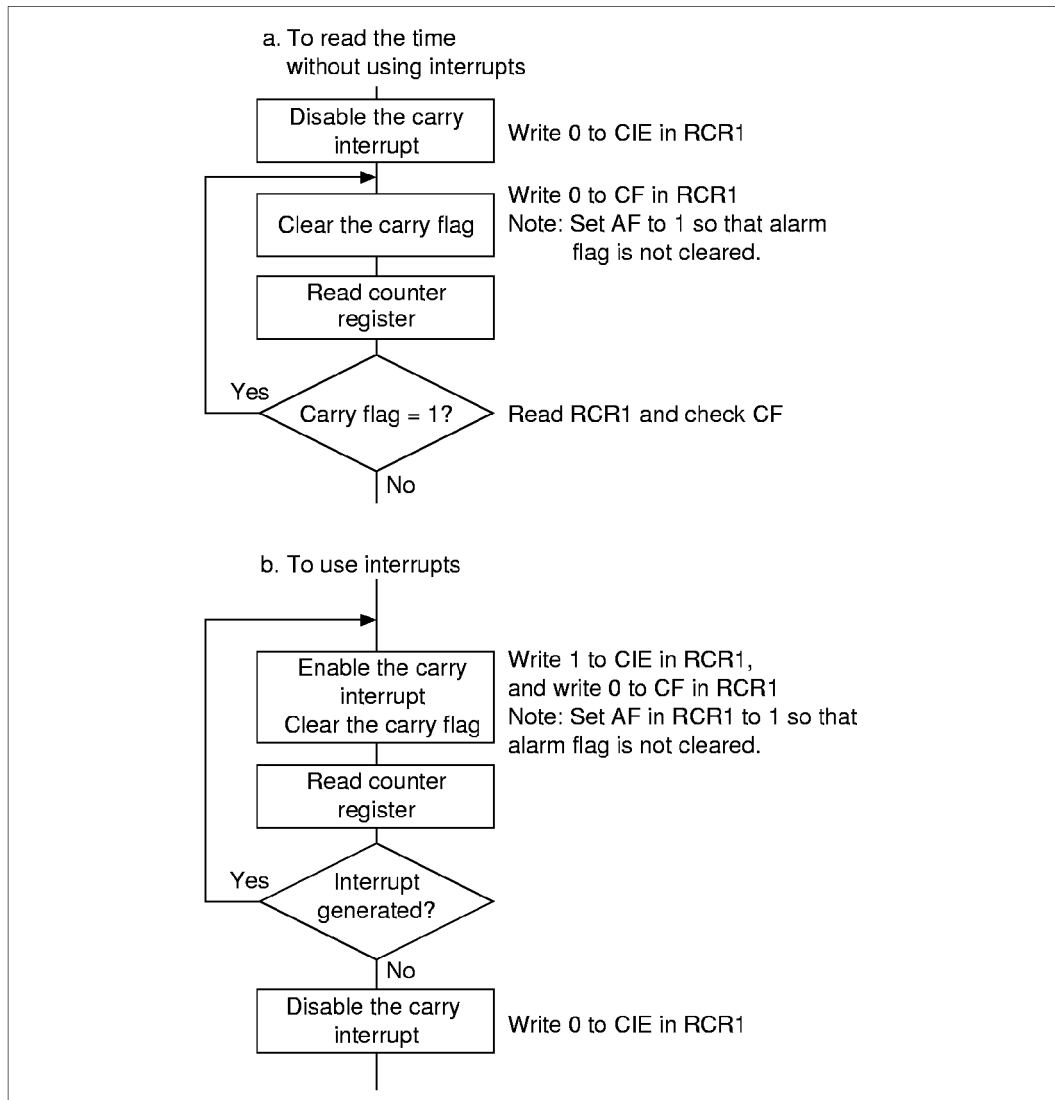 a. To read the time
without using interrupts
Disable the carry
interrupt
Write 0 to CIE in RCR1
Clear the carry flag
Write 0 to CF in RCR1
Note: Set AF to 1 so that alarm
flag is not cleared.
Read counter
register
Yes
Carry flag = 1?
Read RCR1 and check CF
No
b. To use interrupts
Enable the carry
interrupt
Clear the carry flag
Write 1 to CIE in RCR1,
and write 0 to CF in RCR1
Note: Set AF in RCR1 to 1 so that
alarm flag is not cleared.
Read counter
register
Yes
Interrupt
generated?
No
Disable the carry
interrupt
Write 0 to CIE in RCR1